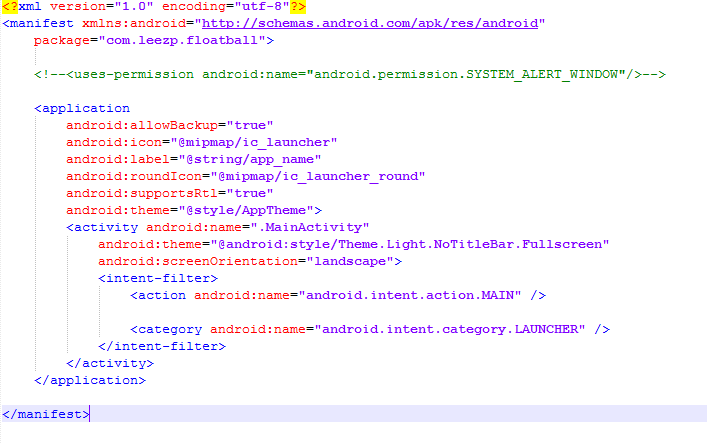 <?xml version="1.0" encoding="utf-8"?>
<manifest xmlns:android="http://schemas.android.com/apk/res/android"
    package="com.leezp.floatball">

    <!--<uses-permission android:name="android.permission.SYSTEM_ALERT_WINDOW"/>-->

    <application
        android:allowBackup="true"
        android:icon="@mipmap/ic_launcher"
        android:label="@string/app_name"
        android:roundIcon="@mipmap/ic_launcher_round"
        android:supportsRtl="true"
        android:theme="@style/AppTheme">
        <activity android:name=".MainActivity"
            android:theme="@android:style/Theme.Light.NoTitleBar.Fullscreen"
            android:screenOrientation="landscape">
            <intent-filter>
                <action android:name="android.intent.action.MAIN" />

                <category android:name="android.intent.category.LAUNCHER" />
            </intent-filter>
        </activity>
    </application>

</manifest>